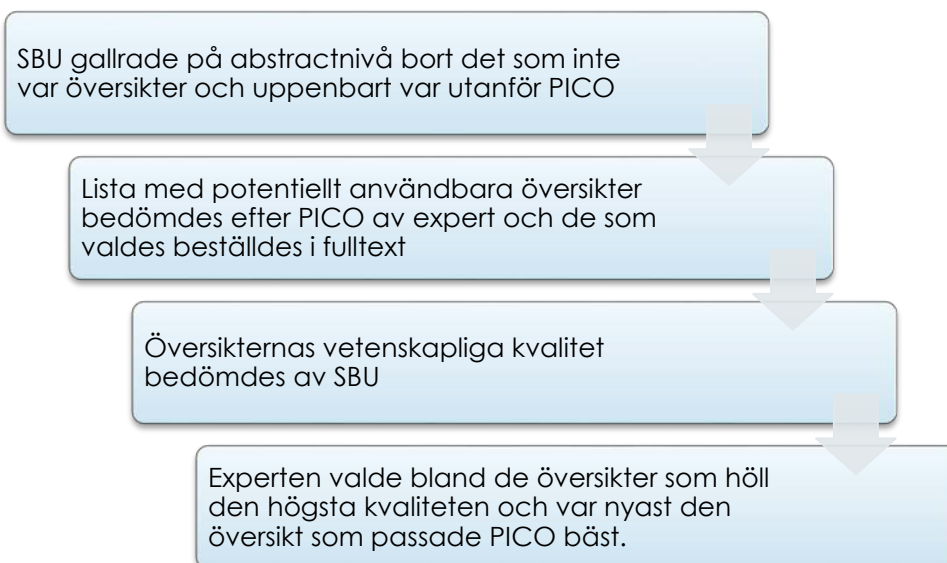 SBU gallrade på abstractnivå bort det som inte
var översikter och uppenbart var utanför PICO
Lista med potentiellt användbara översikter
bedömdes efter PICO av expert och de som
valdes beställdes i fulltext
Översikternas vetenskapliga kvalitet
bedömdes av SBU
Experten valde bland de översikter som höll
den högsta kvaliteten och var nyast den
översikt som passade PICO bäst.